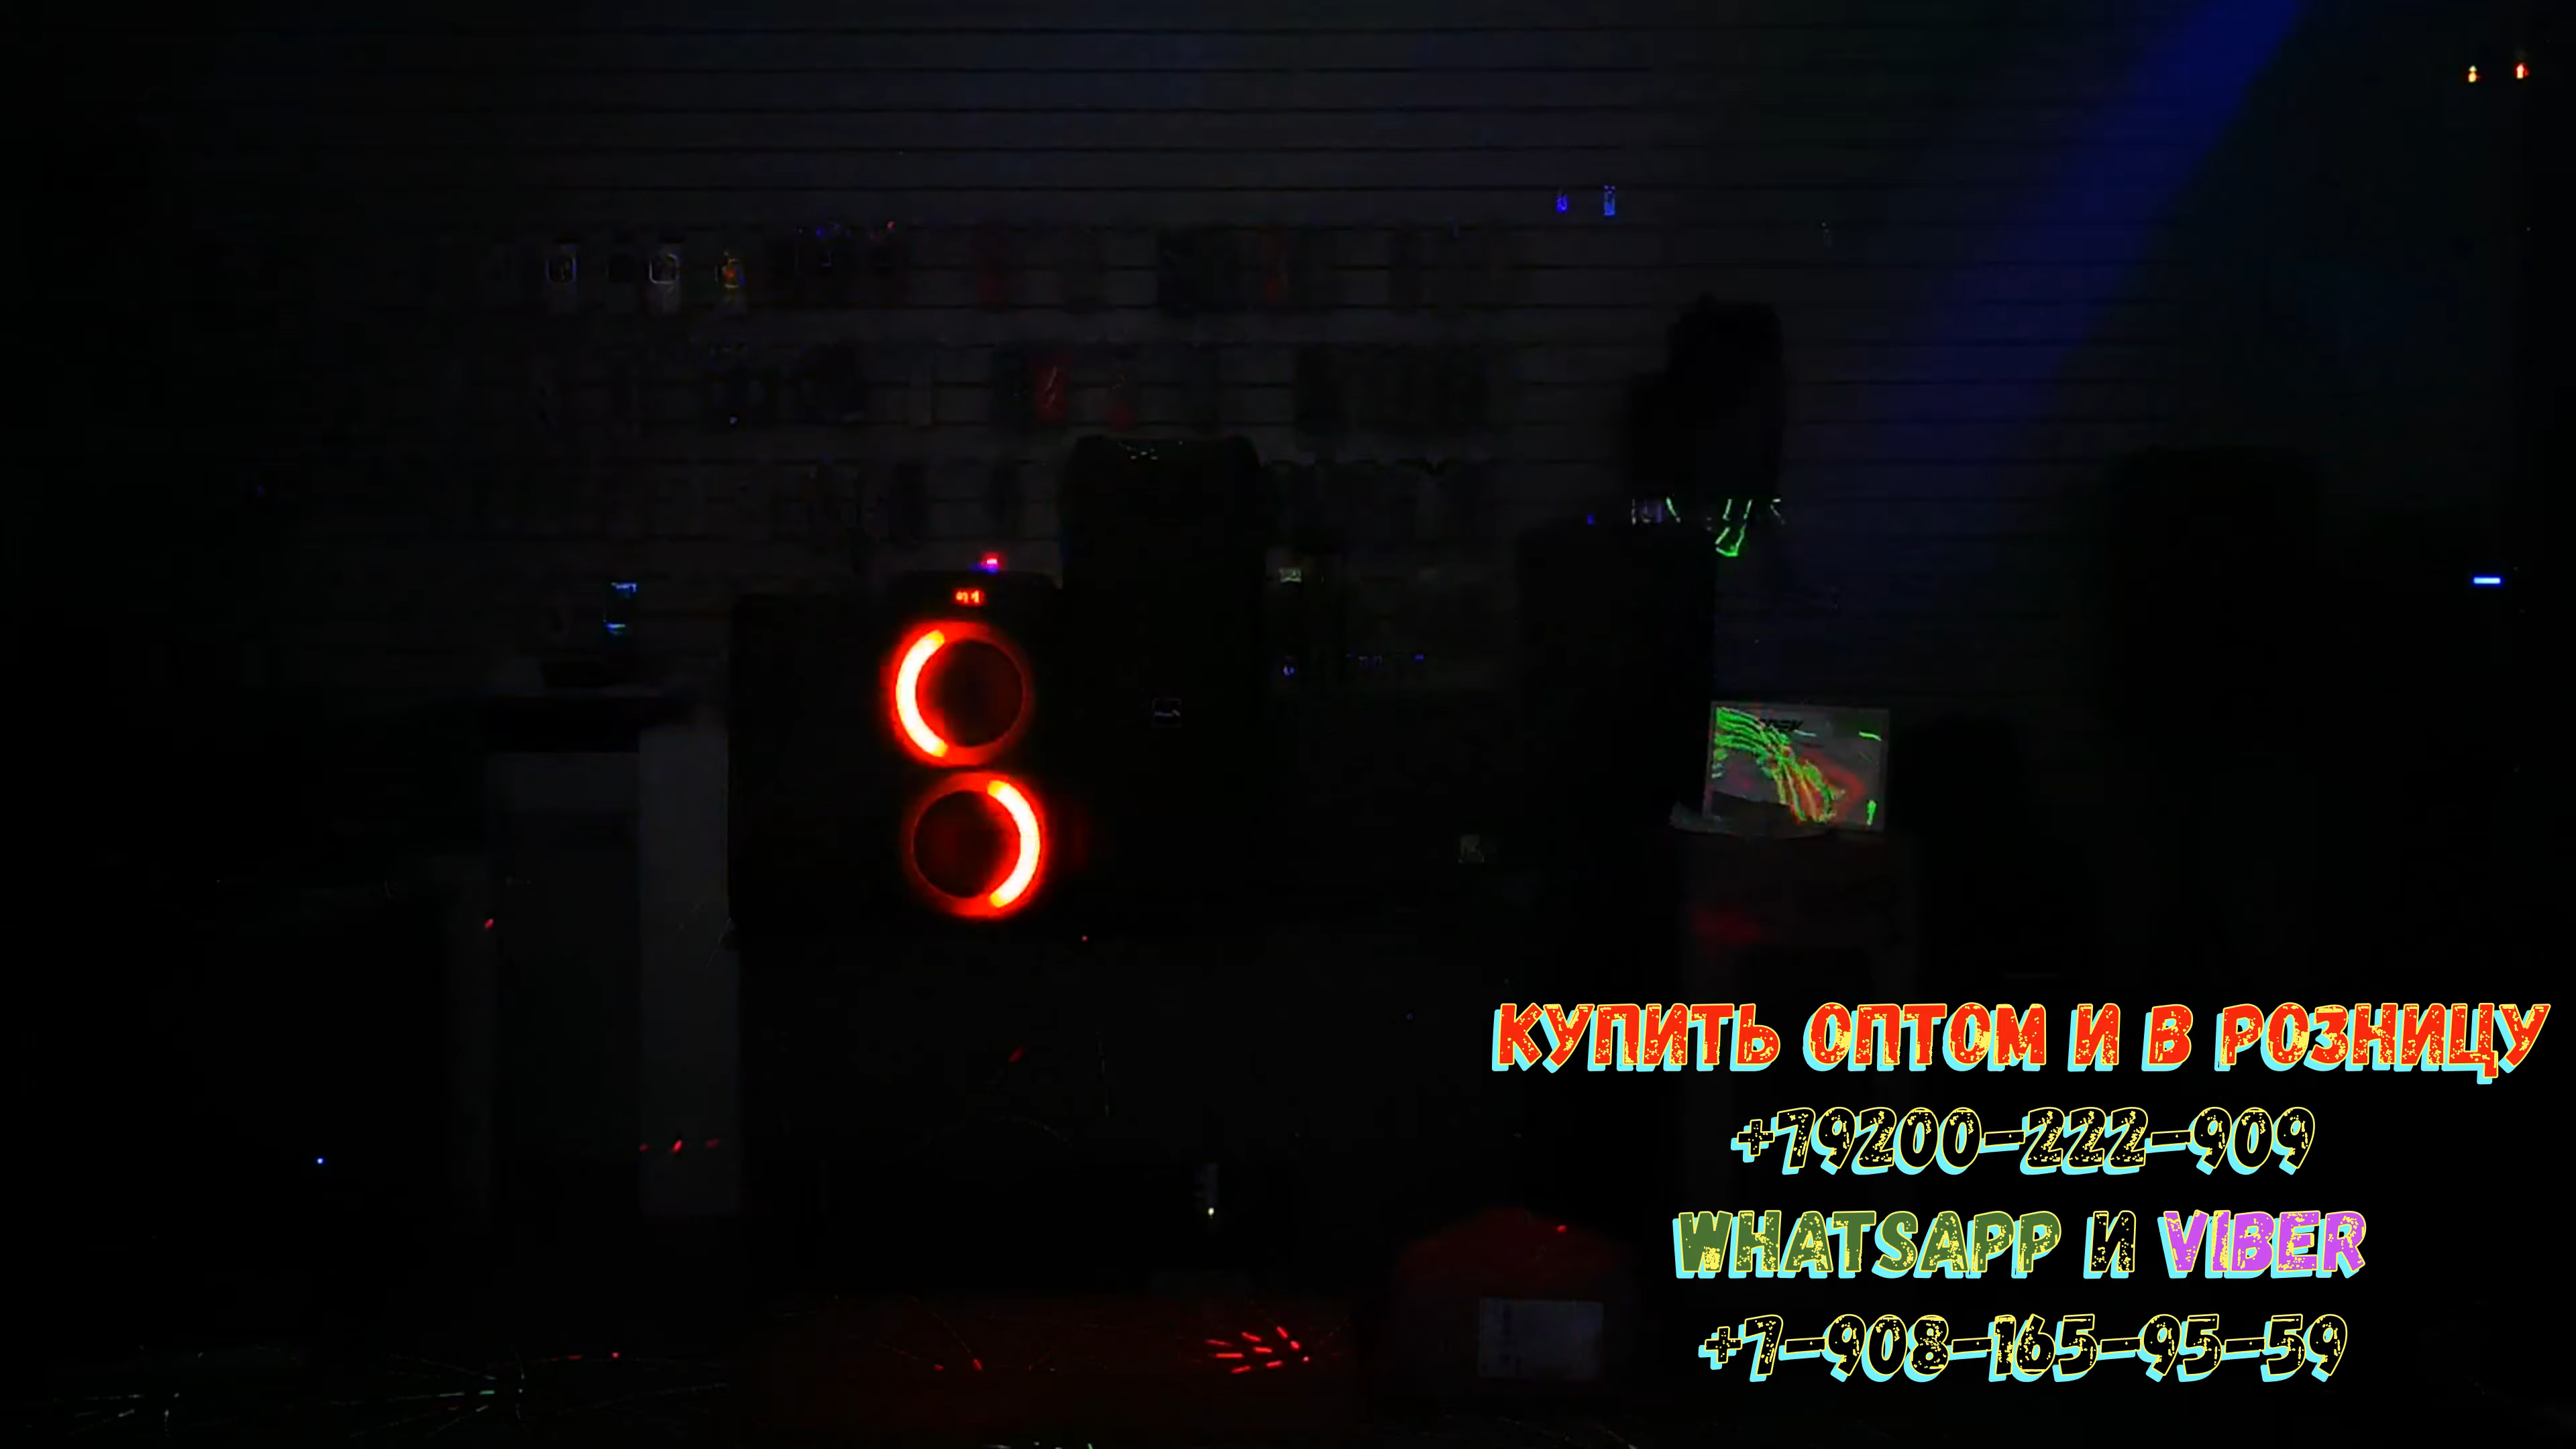 КУПИТЬ ОПТОМ И В РОЗНИЦУ
+79200-222-909
WHATSAPP И VIBER
+7-908-165-95-59